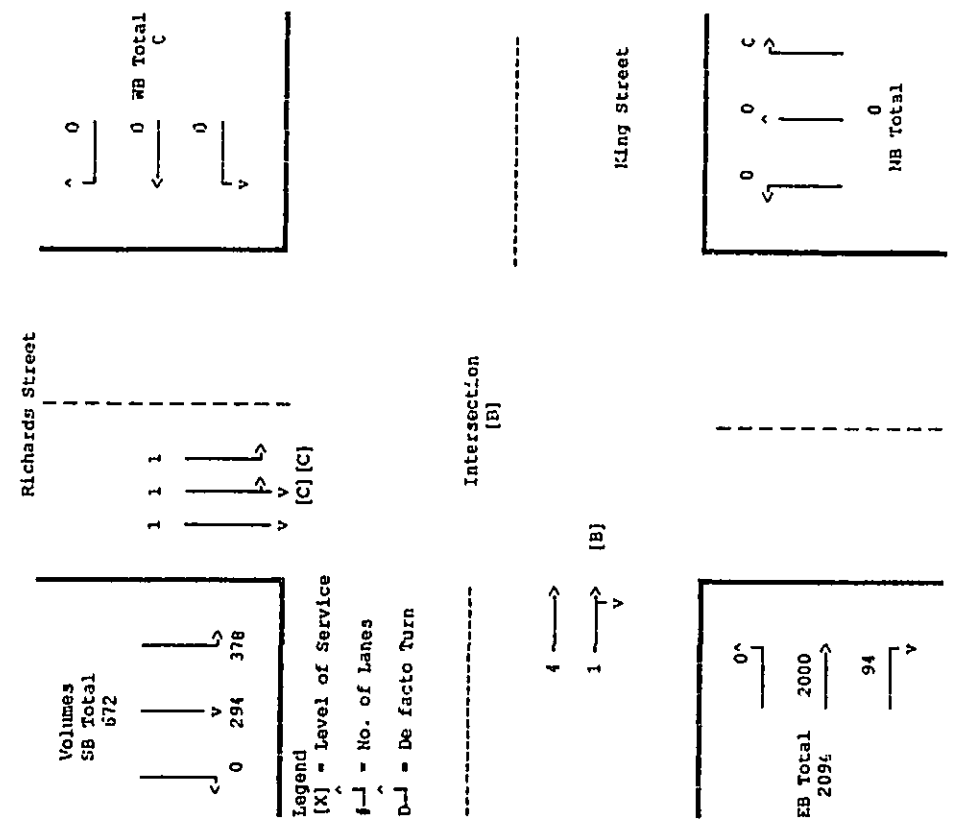 Richards Street
Volumes
SB Total
672
0 294 378
1 1 1
[C] [C]
0
0 WB Total
C
0
Legend
[X] = Level of Service
# = No. of Lanes
D = De facto Turn
Intersection
[B]
King Street
4
1 [B]
0
EB Total 2000
2094
94
0 0 C
0
NB Total